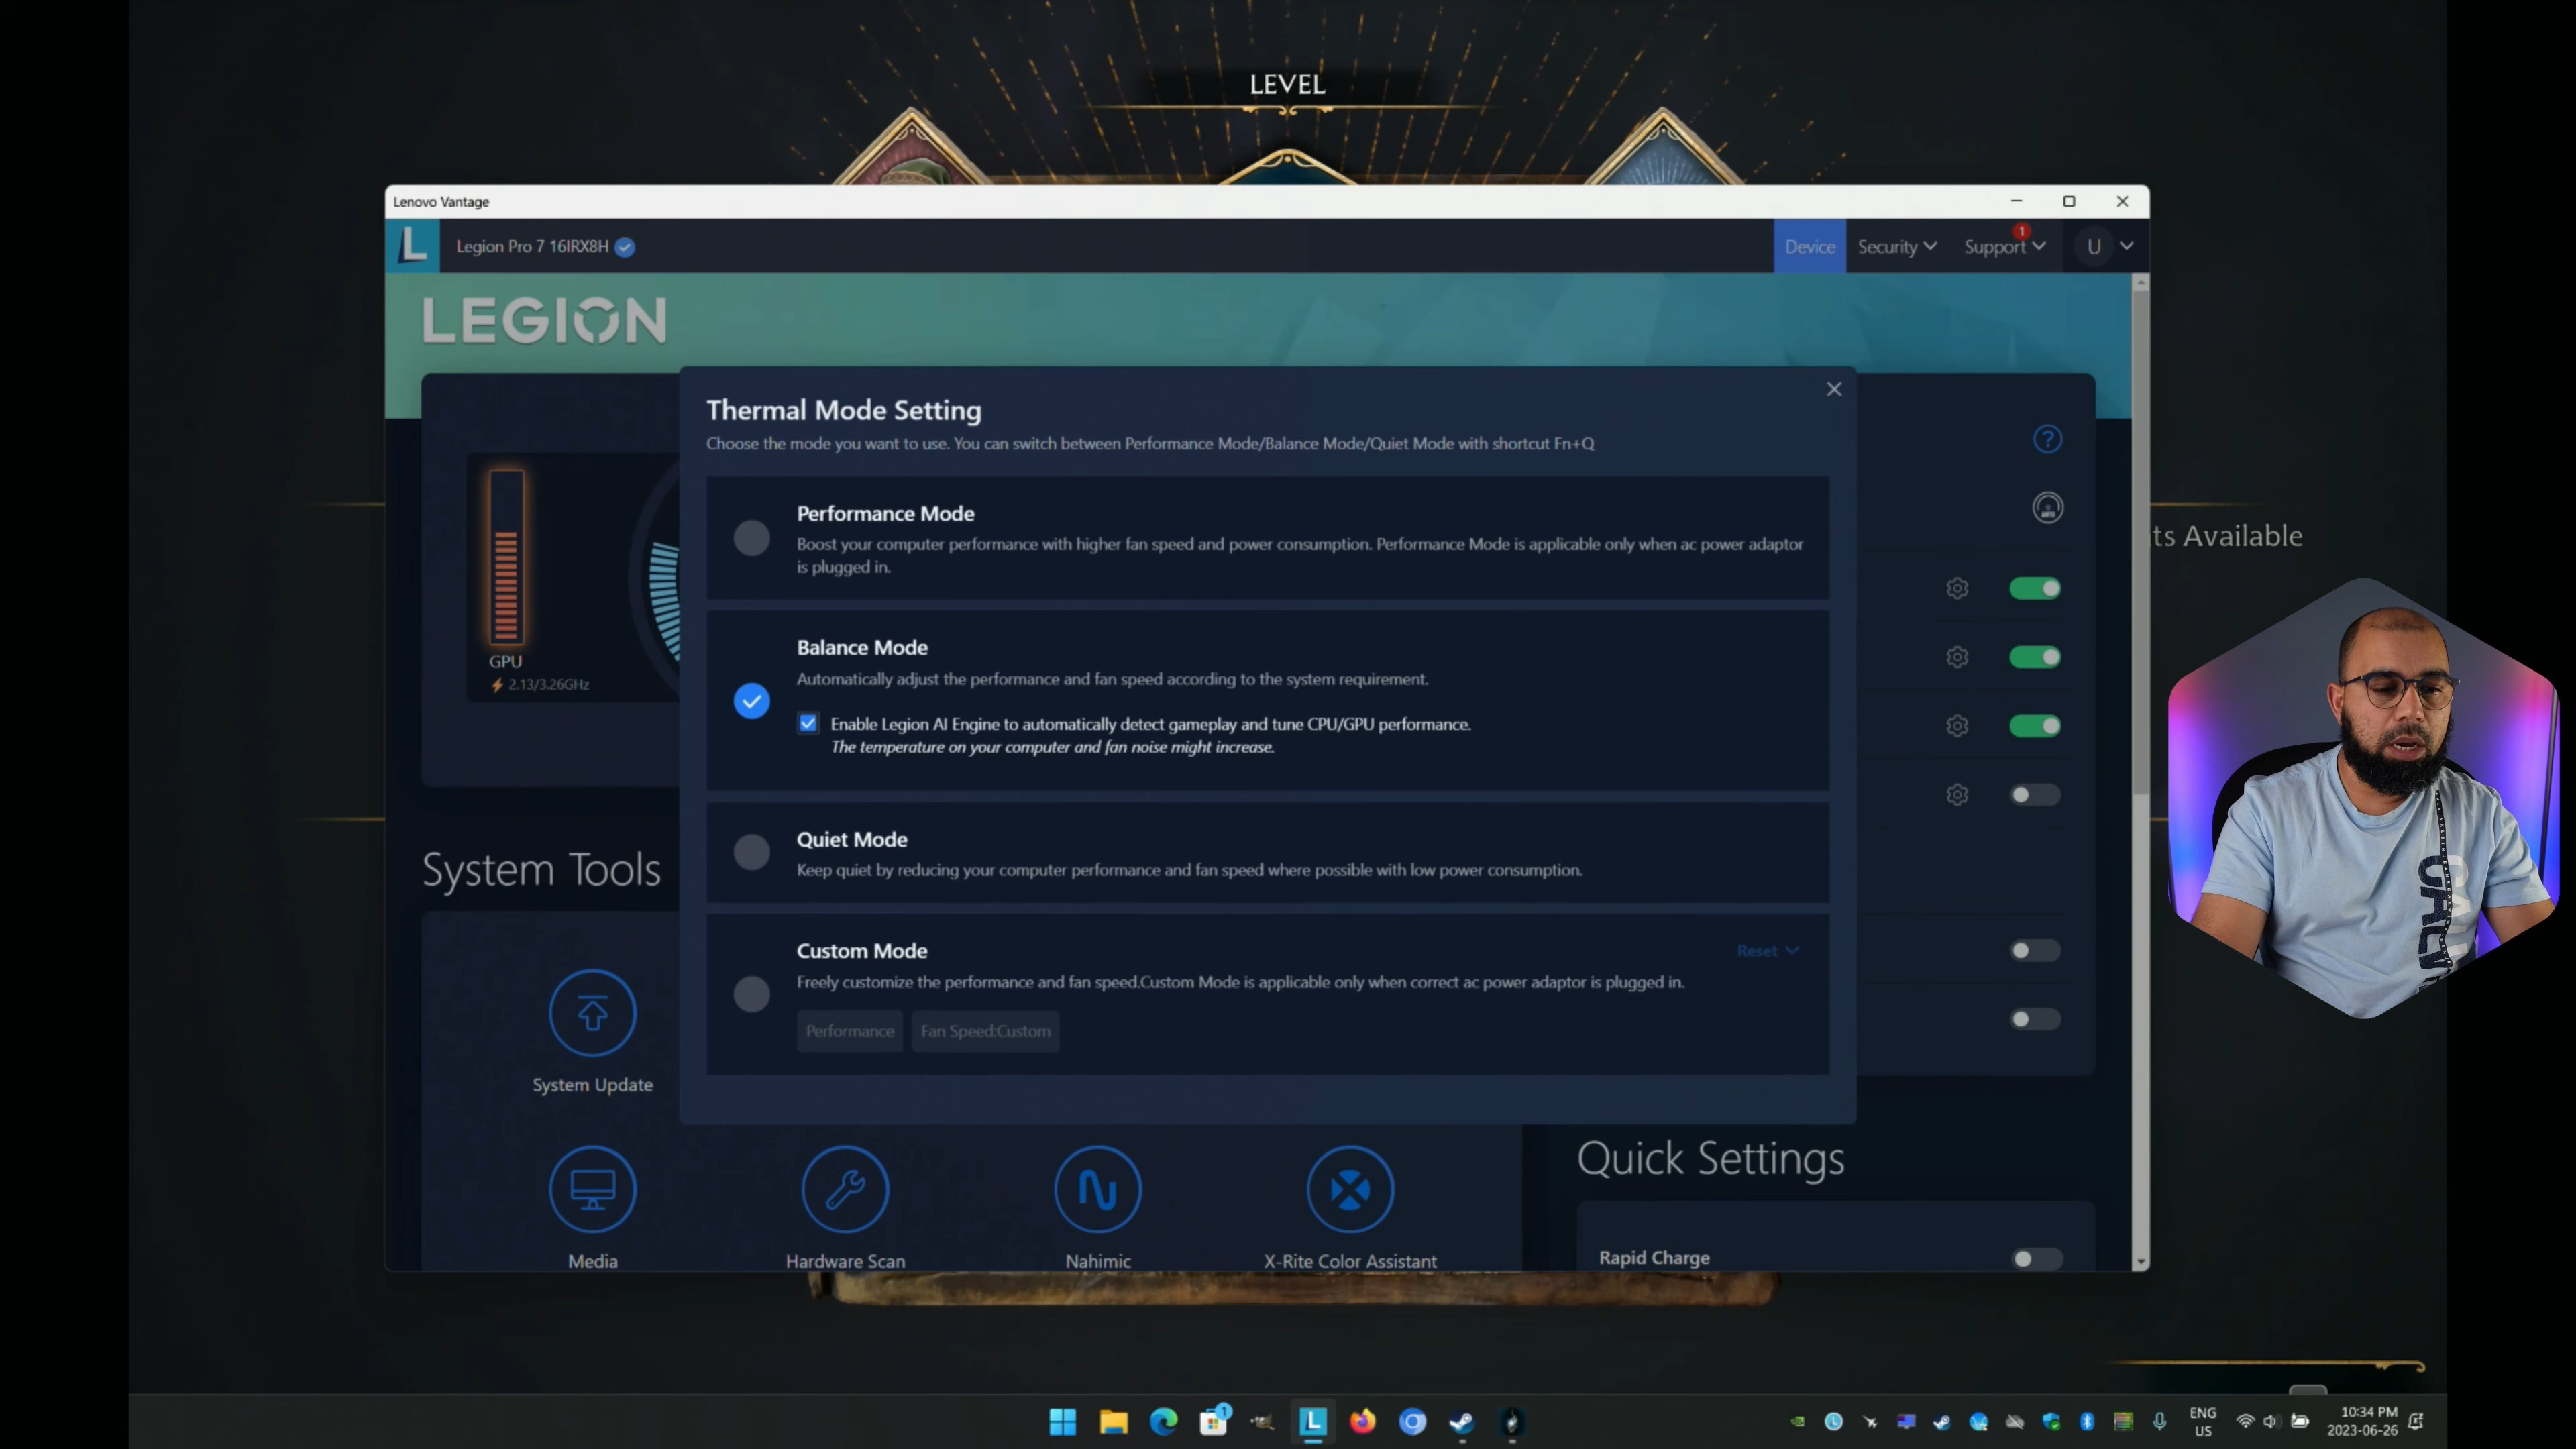 LEVEL
Lenovo Vantage
Legion Pro 7 16IRX8H
Device
Security
Support
1
U
LEGION
Thermal Mode Setting
Choose the mode you want to use. You can switch between Performance Mode/Balance Mode/Quiet Mode with shortcut Fn+Q
Performance Mode
Boost your computer performance with higher fan speed and power consumption. Performance Mode is applicable only when ac power adaptor
is plugged in.
ts Available
Balance Mode
Automatically adjust the performance and fan speed according to the system requirement.
Enable Legion AI Engine to automatically detect gameplay and tune CPU/GPU performance.
The temperature on your computer and fan noise might increase.
GPU
2.13/3.26GHz
Quiet Mode
Keep quiet by reducing your computer performance and fan speed where possible with low power consumption.
Custom Mode
Reset
Freely customize the performance and fan speed.Custom Mode is applicable only when correct ac power adaptor is plugged in.
Performance
Fan Speed:Custom
System Tools
System Update
Media
Hardware Scan
Nahimic
X-Rite Color Assistant
Quick Settings
Rapid Charge
1
ENG
US
10:34 PM
2023-06-26